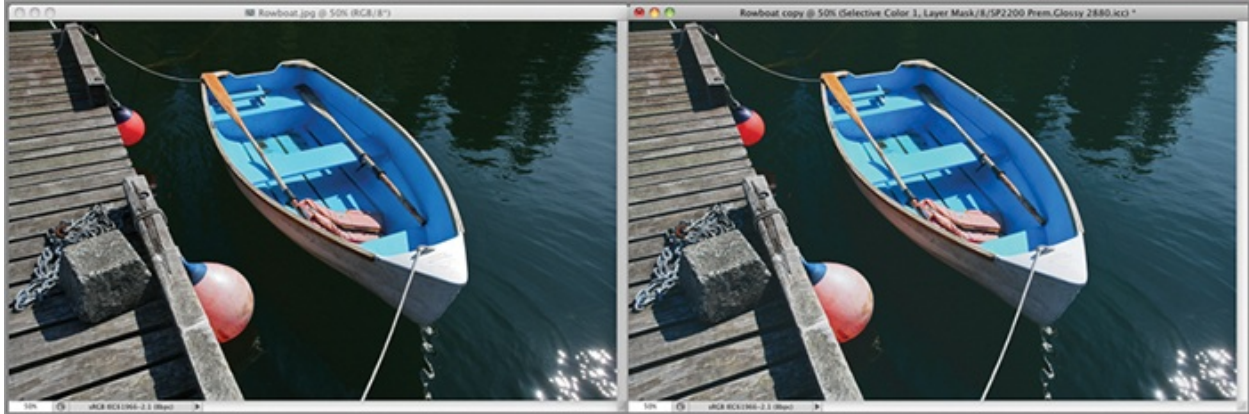 Rowboat.jpg @ 50% (RGB/8*)
Rowboat copy @ 50% (Selective Color 1, Layer Mask/8/SP2200 Prem.Glossy 2880.icc) *
50%
sRGB IEC61966-2.1 (8bpc)
50%
sRGB IEC61966-2.1 (8bpc)